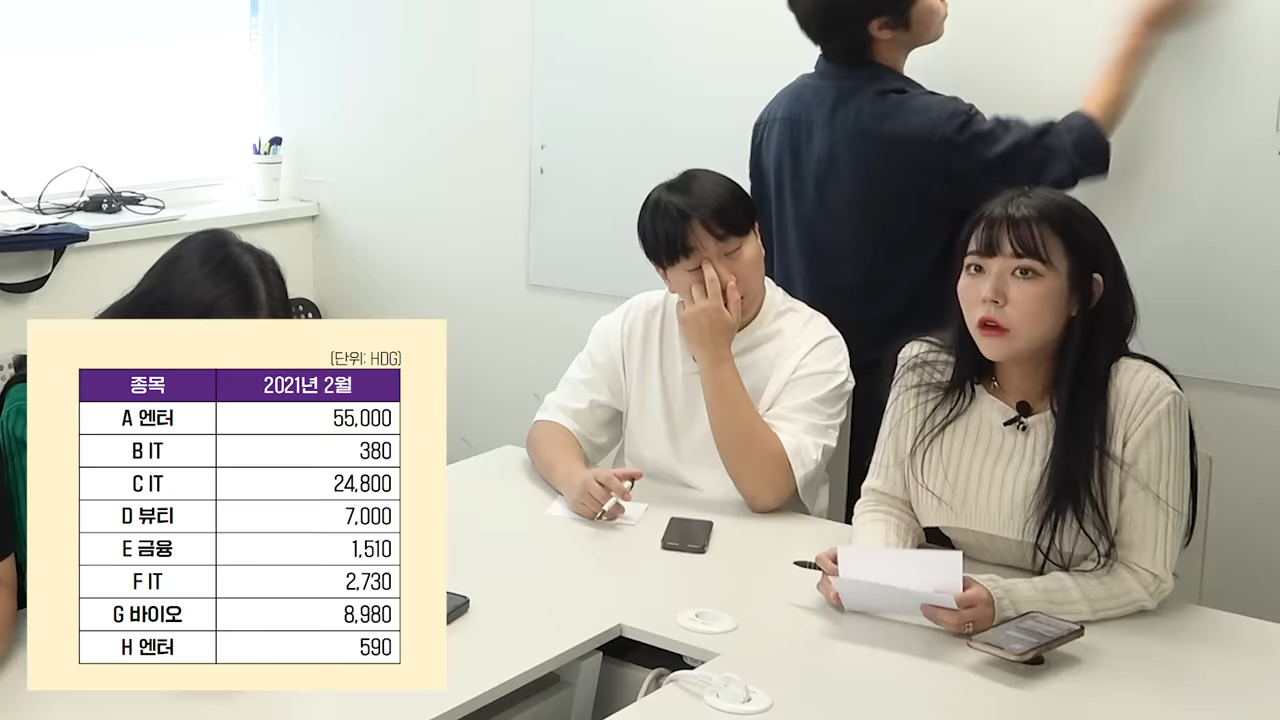 (단위: HDG)
종목 2021년 2월
A 엔터 55,000
B IT 380
C IT 24,800
D 뷰티 7,000
E 금융 1,510
F IT 2,730
G 바이오 8,980
H 엔터 590